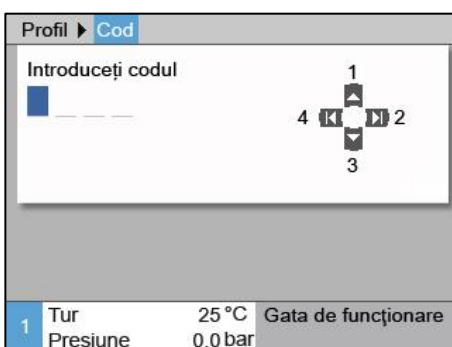 Profil Cod
Introduceți codul
1
4 2
3
1
Tur 25 °C Gata de funcționare
Presiune 0.0 bar